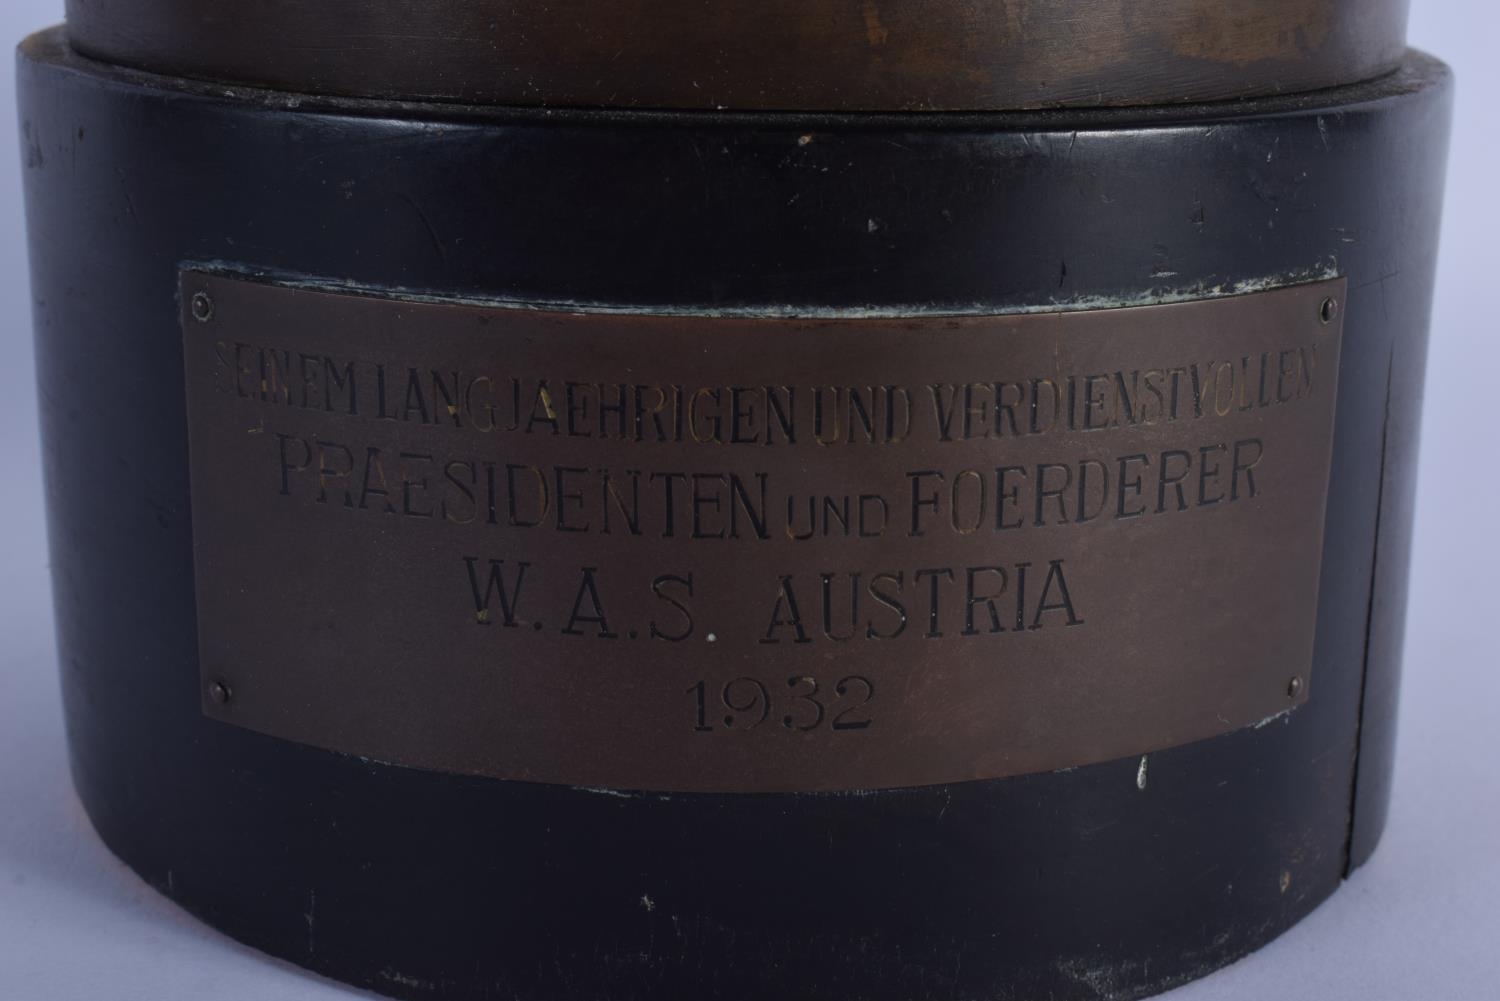 SEINEM LANGJAEHRIGEN UND VERDIENSTVOLLEN
PRAESIDENTEN UND FOERDERER
W.A.S. AUSTRIA
1932